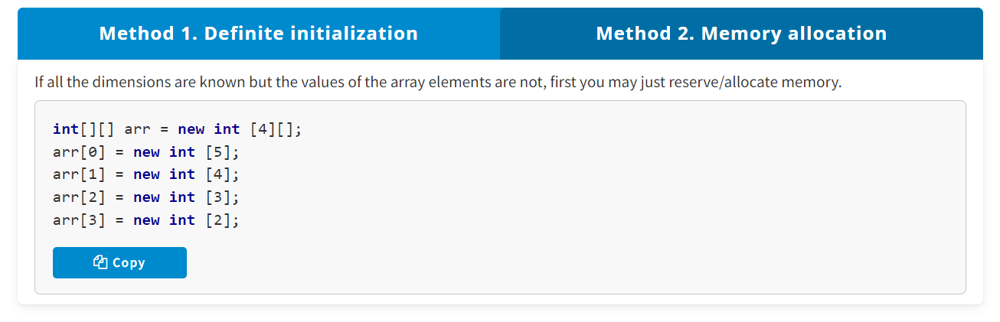 Method 1. Definite initialization
Method 2. Memory allocation
If all the dimensions are known but the values of the array elements are not, first you may just reserve/allocate memory.
int[][] arr = new int [4][];
arr[0] = new int [5];
arr[1] = new int [4];
arr[2] = new int [3];
arr[3] = new int [2];
Copy